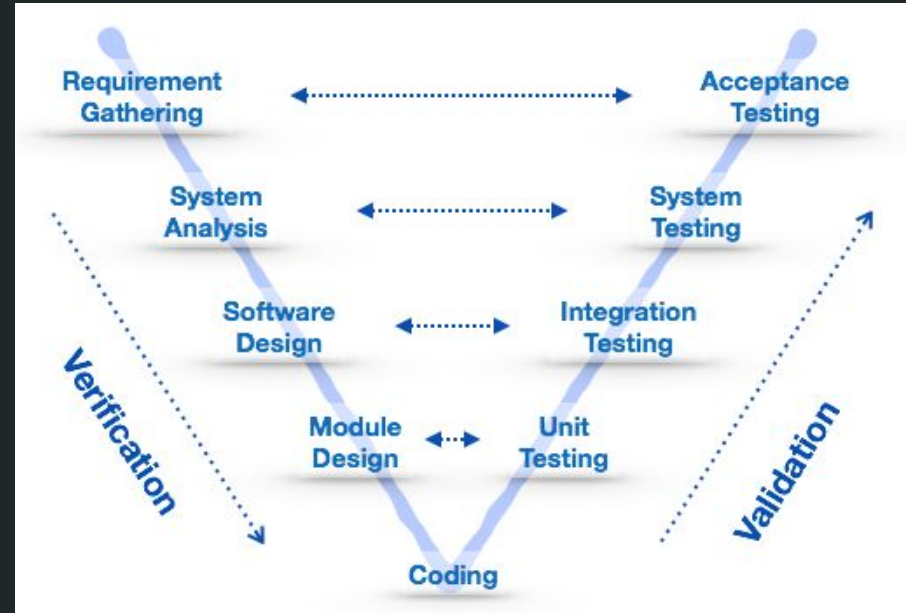 Requirement
Gathering
Acceptance
Testing
System
Analysis
System
Testing
Software
Design
Integration
Testing
Module
Design
Unit
Testing
Coding
Verification
Validation